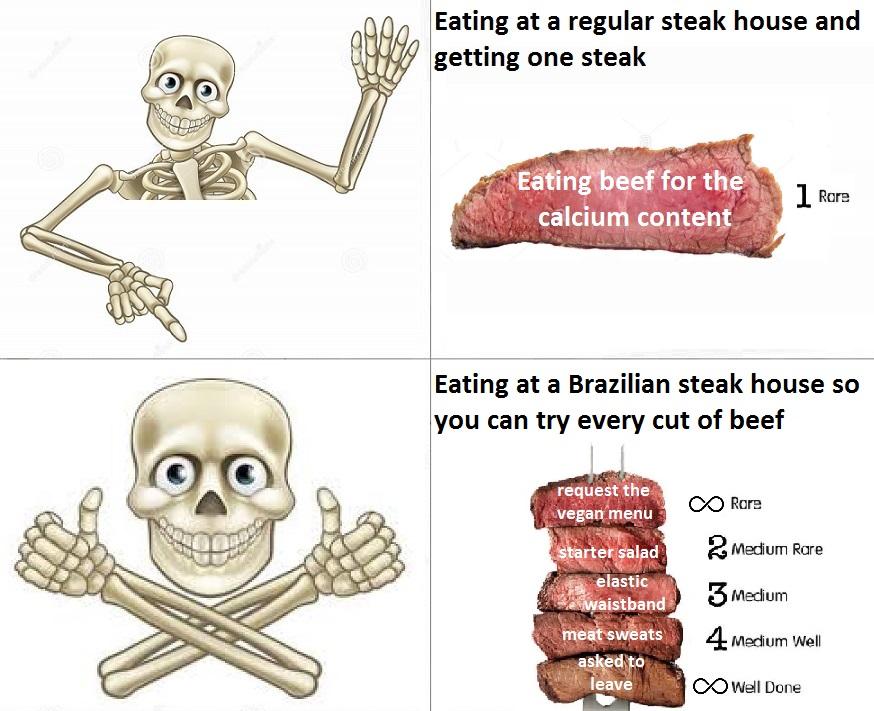 Eating at a regular steak house and
getting one steak
Eating beef for the
calcium content
1 Rare
Eating at a Brazilian steak house so
you can try every cut of beef
request the
vegan menu
∞ Rare
starter salad
2 Medium Rare
elastic
waistband
3 Medium
meat sweats
4 Medium Well
asked to
leave
∞ Well Done